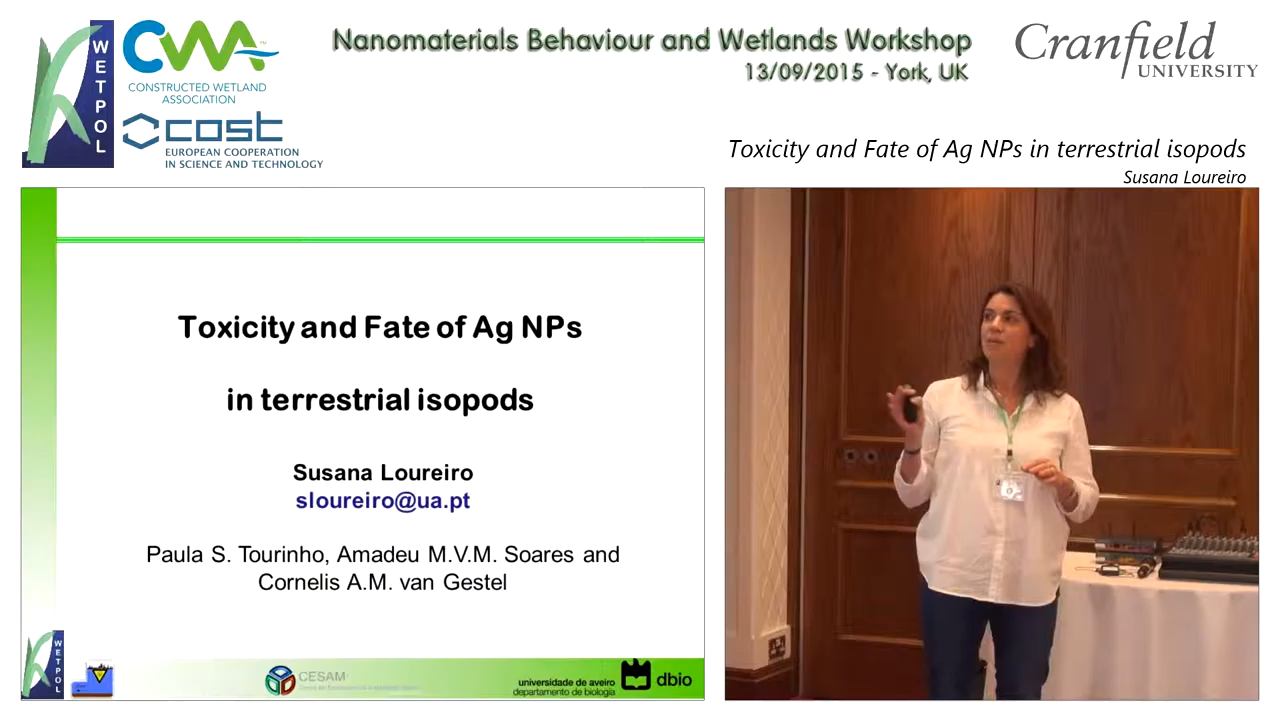 WETPOL
CWA
CONSTRUCTED WETLAND
ASSOCIATION
cost
EUROPEAN COOPERATION
IN SCIENCE AND TECHNOLOGY
Nanomaterials Behaviour and Wetlands Workshop
13/09/2015 - York, UK
Cranfield
UNIVERSITY
Toxicity and Fate of Ag NPs in terrestrial isopods
Susana Loureiro
Toxicity and Fate of Ag NPs
in terrestrial isopods
Susana Loureiro
sloureiro@ua.pt
Paula S. Tourinho, Amadeu M.V.M. Soares and
Cornelis A.M. van Gestel
WETPOL
CESAM
universidade de aveiro
departamento de biologia
dbio